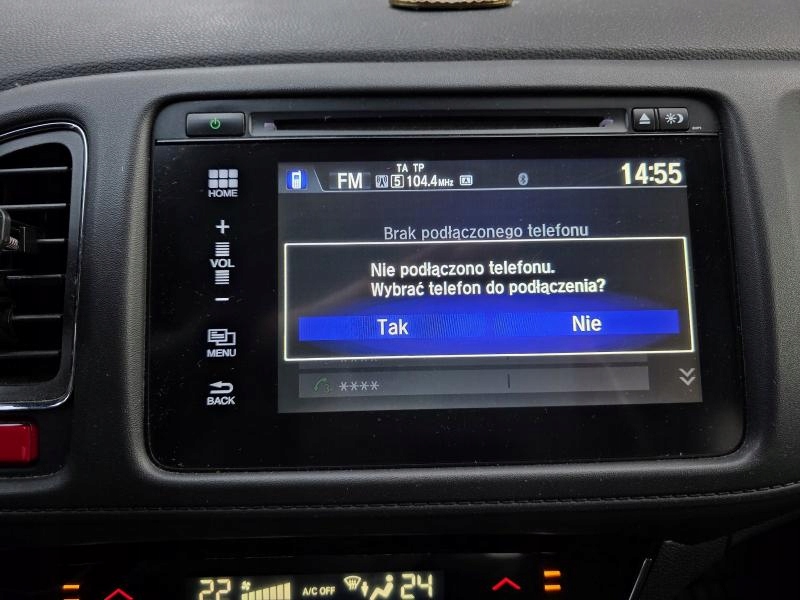 TA TP
FM 5 104.4MHz A 14:55
HOME
Brak podłączonego telefonu
+
VOL
−
Nie podłączono telefonu.
Wybrać telefon do podłączenia?
Tak Nie
MENU
****
3 ****
BACK
22 A/C OFF 24